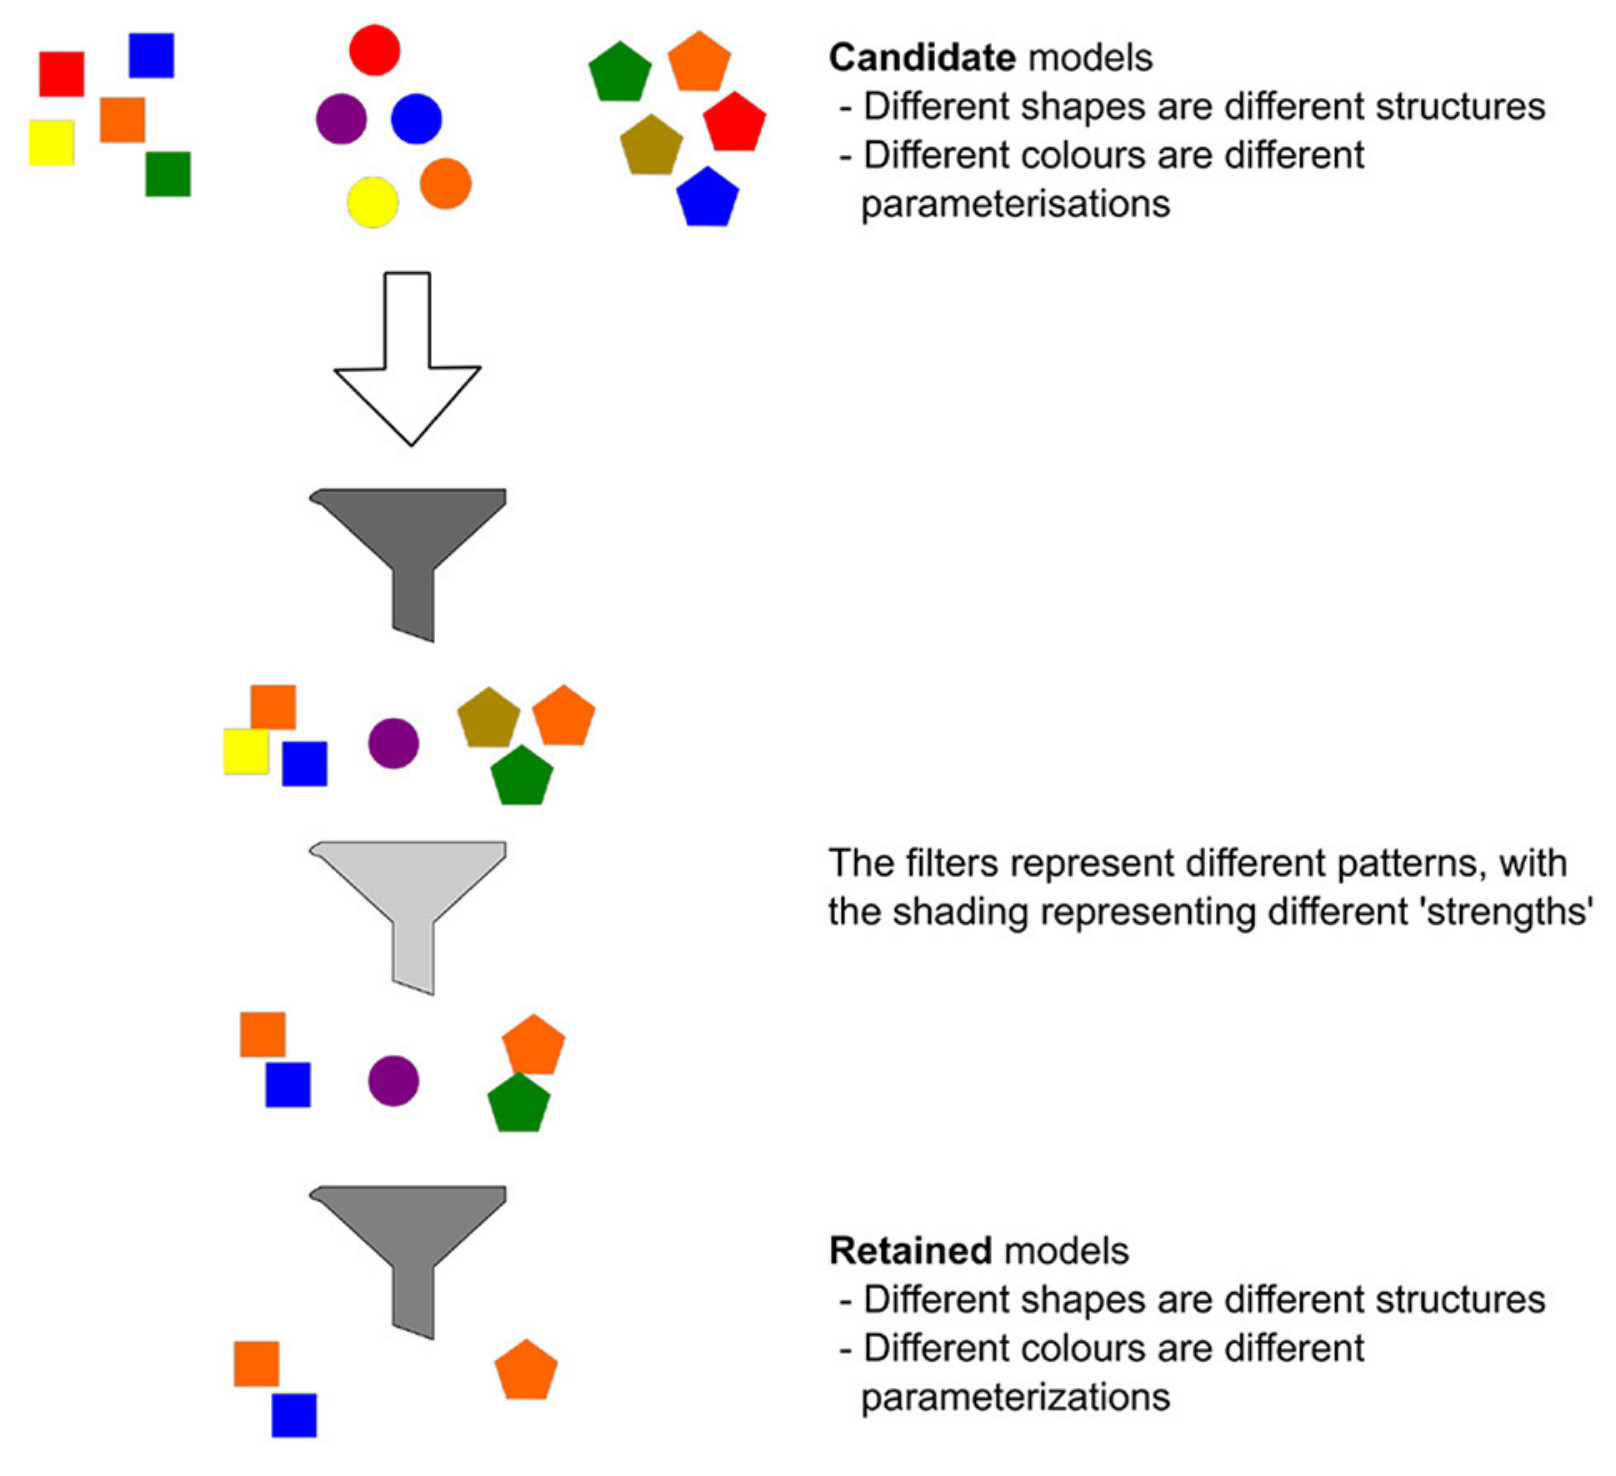 Candidate models
- Different shapes are different structures
- Different colours are different
parameterisations
The filters represent different patterns, with
the shading representing different 'strengths'
Retained models
- Different shapes are different structures
- Different colours are different
parameterizations